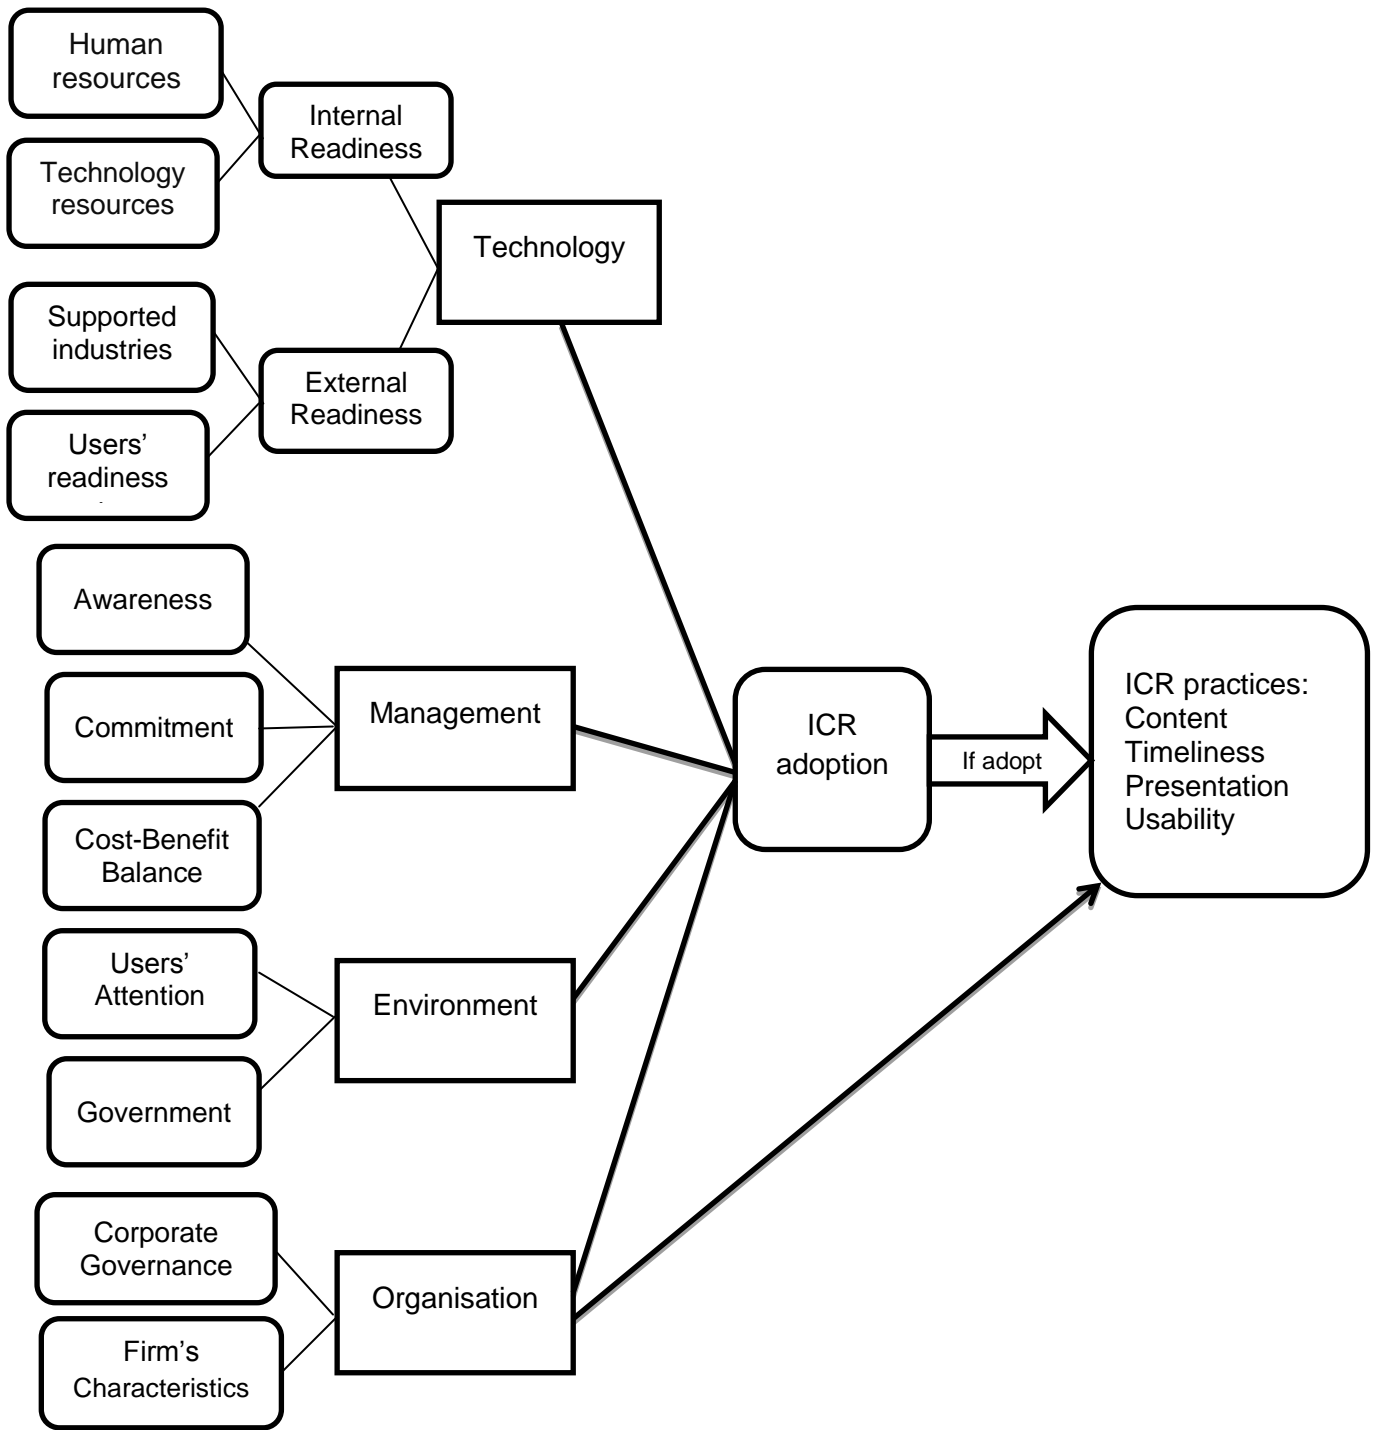 Human
resources
Internal
Readiness
Technology
resources
Technology
Supported
industries
External
Readiness
Users’
readiness
Awareness
Management
Commitment
Cost-Benefit
Balance
ICR
adoption
If adopt
ICR practices:
Content
Timeliness
Presentation
Usability
Users’
Attention
Environment
Government
Corporate
Governance
Organisation
Firm’s
Characteristics